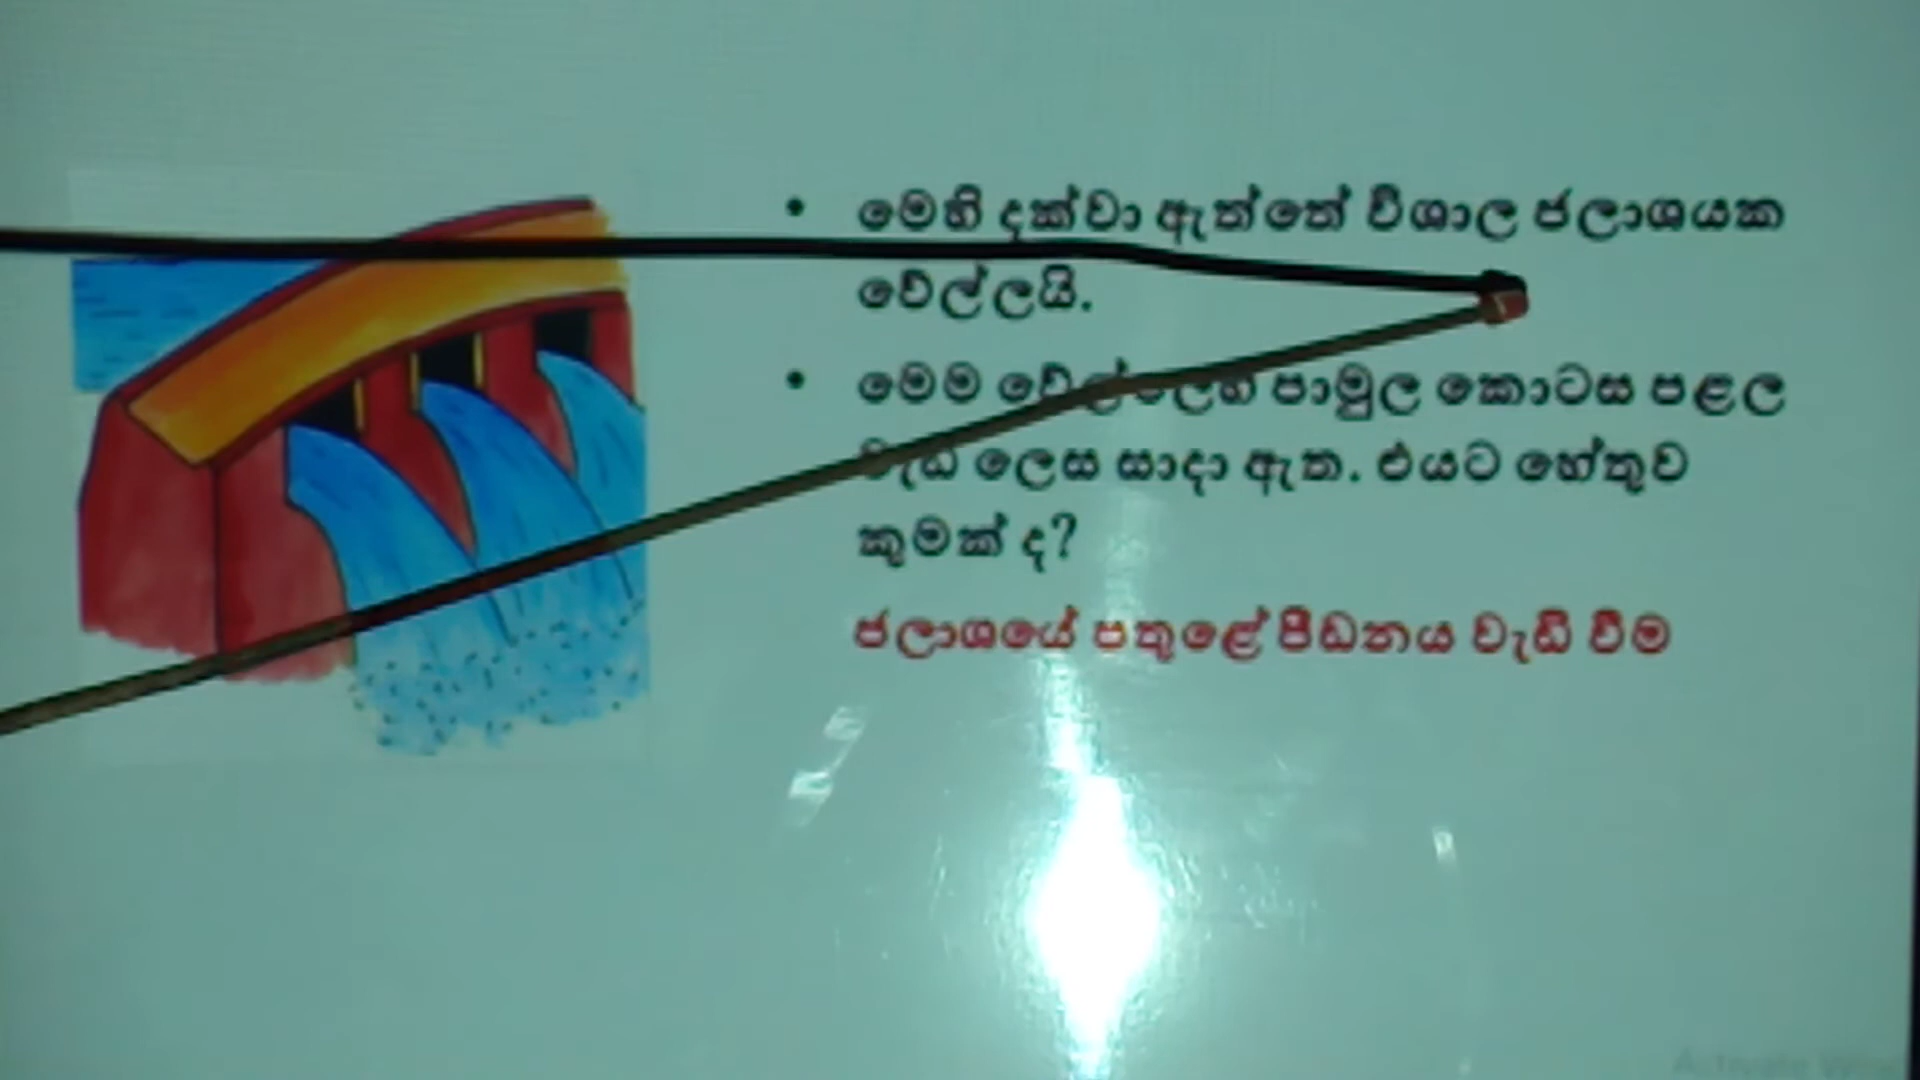 • මෙහි දක්වා ඇත්තේ විශාල ජලාශයක
වේල්ලයි.
• මෙම වේල්ලෙහි පාමුල කොටස පළල
වැඩි ලෙස සාදා ඇත. එයට හේතුව
කුමක් ද?
ජලාශයේ පතුළේ පීඩනය වැඩි වීම